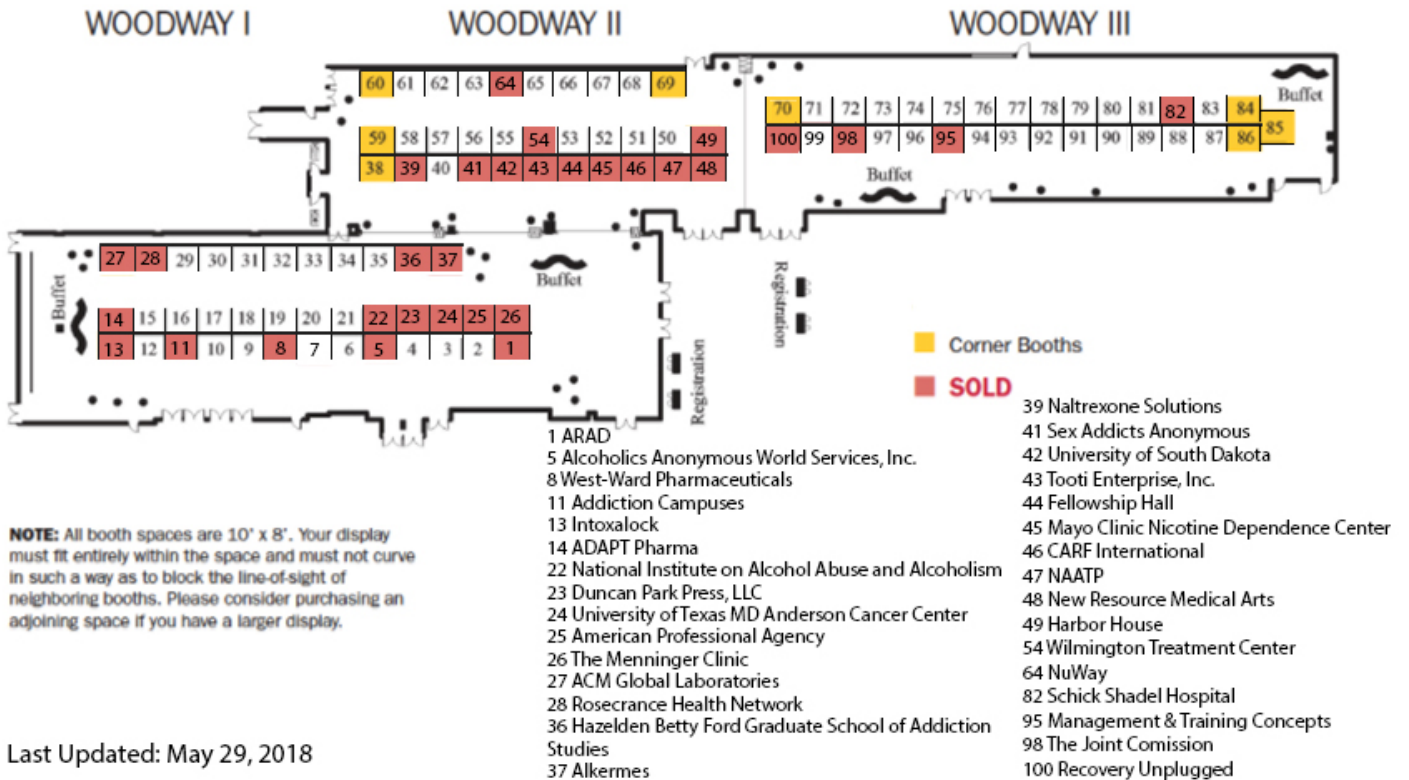 WOODWAY I
WOODWAY II
WOODWAY III
60 61 62 63 64 65 66 67 68 69
59 58 57 56 55 54 53 52 51 50 49
38 39 40 41 42 43 44 45 46 47 48
70 71 72 73 74 75 76 77 78 79 80 81 82 83 84
85
100 99 98 97 96 95 94 93 92 91 90 89 88 87 86
Buffet
Buffet
27 28 29 30 31 32 33 34 35 36 37
Buffet
Buffet
14 15 16 17 18 19 20 21 22 23 24 25 26
13 12 11 10 9 8 7 6 5 4 3 2 1
Registration
Registration
Corner Booths
SOLD
NOTE: All booth spaces are 10' x 8'. Your display
must fit entirely within the space and must not curve
in such a way as to block the line-of-sight of
neighboring booths. Please consider purchasing an
adjoining space if you have a larger display.
Last Updated: May 29, 2018
1 ARAD
5 Alcoholics Anonymous World Services, Inc.
8 West-Ward Pharmaceuticals
11 Addiction Campuses
13 Intoxalock
14 ADAPT Pharma
22 National Institute on Alcohol Abuse and Alcoholism
23 Duncan Park Press, LLC
24 University of Texas MD Anderson Cancer Center
25 American Professional Agency
26 The Menninger Clinic
27 ACM Global Laboratories
28 Rosecrance Health Network
36 Hazelden Betty Ford Graduate School of Addiction
Studies
37 Alkermes
39 Naltrexone Solutions
41 Sex Addicts Anonymous
42 University of South Dakota
43 Tooti Enterprise, Inc.
44 Fellowship Hall
45 Mayo Clinic Nicotine Dependence Center
46 CARF International
47 NAATP
48 New Resource Medical Arts
49 Harbor House
54 Wilmington Treatment Center
64 NuWay
82 Schick Shadel Hospital
95 Management & Training Concepts
98 The Joint Comission
100 Recovery Unplugged